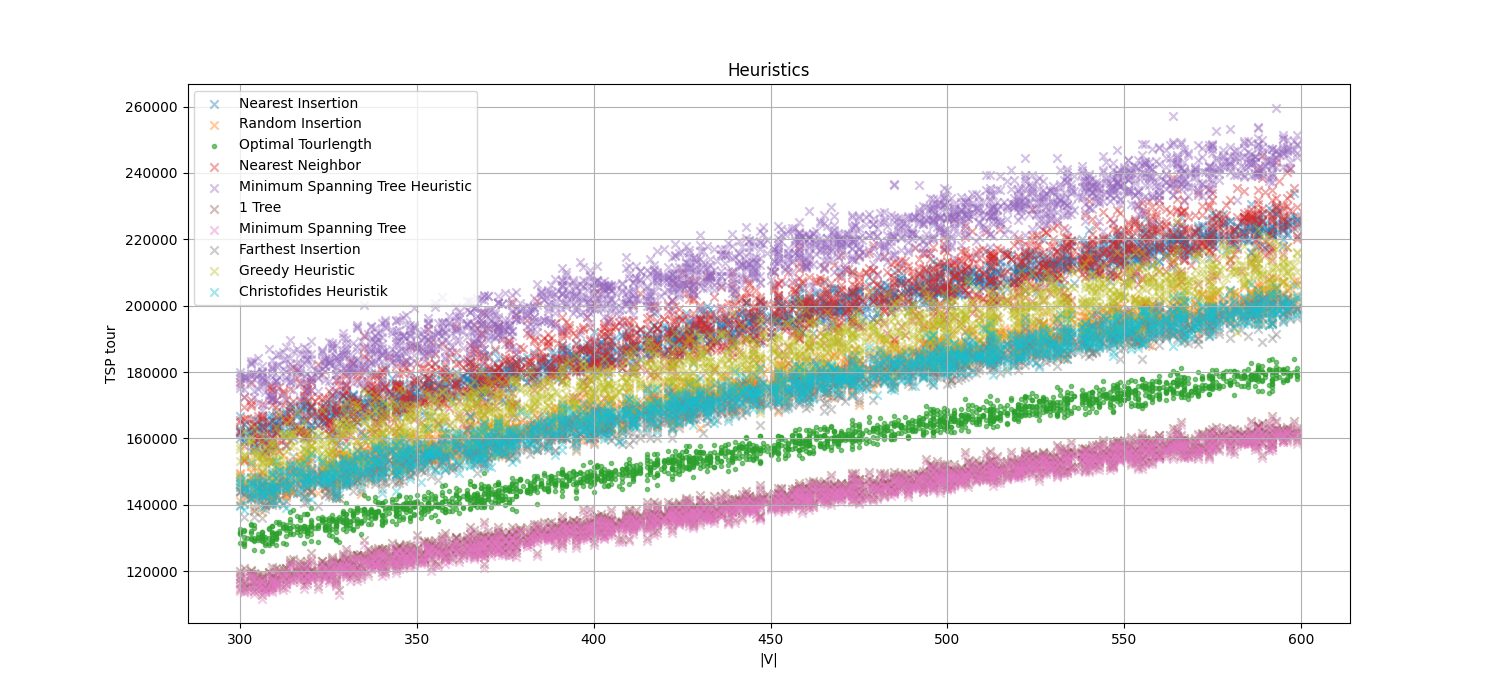 Heuristics
Nearest Insertion
Random Insertion
Optimal Tourlength
Nearest Neighbor
Minimum Spanning Tree Heuristic
1 Tree
Minimum Spanning Tree
Farthest Insertion
Greedy Heuristic
Christofides Heuristik
260000
240000
220000
200000
180000
160000
140000
120000
TSP tour
300 350 400 450 500 550 600
|V|